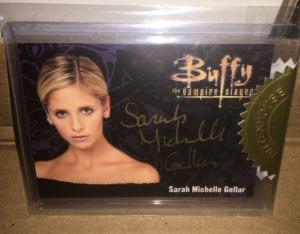 Buffy
the vampire slayer
Sarah
Michelle
Gellar
Sarah Michelle Gellar